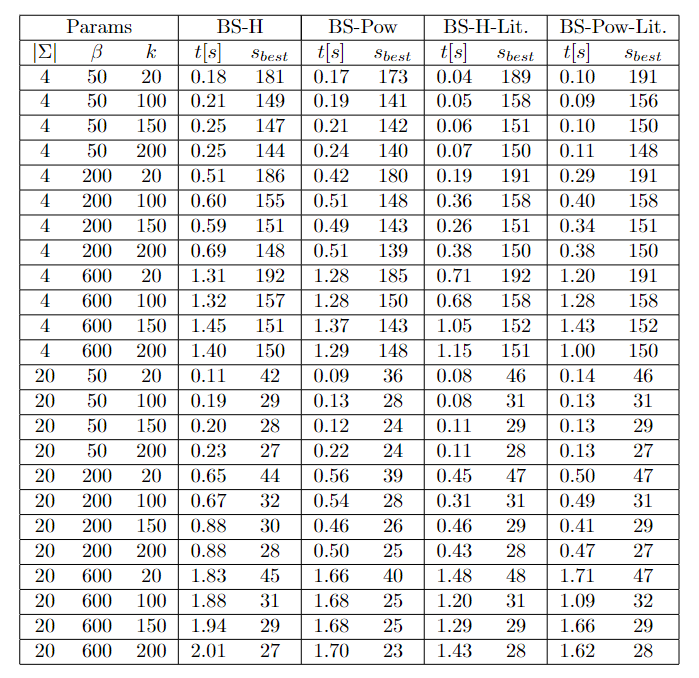 Params BS-H BS-Pow BS-H-Lit. BS-Pow-Lit.
|Σ| β k t[s] s_best t[s] s_best t[s] s_best t[s] s_best
4 50 20 0.18 181 0.17 173 0.04 189 0.10 191
4 50 100 0.21 149 0.19 141 0.05 158 0.09 156
4 50 150 0.25 147 0.21 142 0.06 151 0.10 150
4 50 200 0.25 144 0.24 140 0.07 150 0.11 148
4 200 20 0.51 186 0.42 180 0.19 191 0.29 191
4 200 100 0.60 155 0.51 148 0.36 158 0.40 158
4 200 150 0.59 151 0.49 143 0.26 151 0.34 151
4 200 200 0.69 148 0.51 139 0.38 150 0.38 150
4 600 20 1.31 192 1.28 185 0.71 192 1.20 191
4 600 100 1.32 157 1.28 150 0.68 158 1.28 158
4 600 150 1.45 151 1.37 143 1.05 152 1.43 152
4 600 200 1.40 150 1.29 148 1.15 151 1.00 150
20 50 20 0.11 42 0.09 36 0.08 46 0.14 46
20 50 100 0.19 29 0.13 28 0.08 31 0.13 31
20 50 150 0.20 28 0.12 24 0.11 29 0.13 29
20 50 200 0.23 27 0.22 24 0.11 28 0.13 27
20 200 20 0.65 44 0.56 39 0.45 47 0.50 47
20 200 100 0.67 32 0.54 28 0.31 31 0.49 31
20 200 150 0.88 30 0.46 26 0.46 29 0.41 29
20 200 200 0.88 28 0.50 25 0.43 28 0.47 27
20 600 20 1.83 45 1.66 40 1.48 48 1.71 47
20 600 100 1.88 31 1.68 25 1.20 31 1.09 32
20 600 150 1.94 29 1.68 25 1.29 29 1.66 29
20 600 200 2.01 27 1.70 23 1.43 28 1.62 28